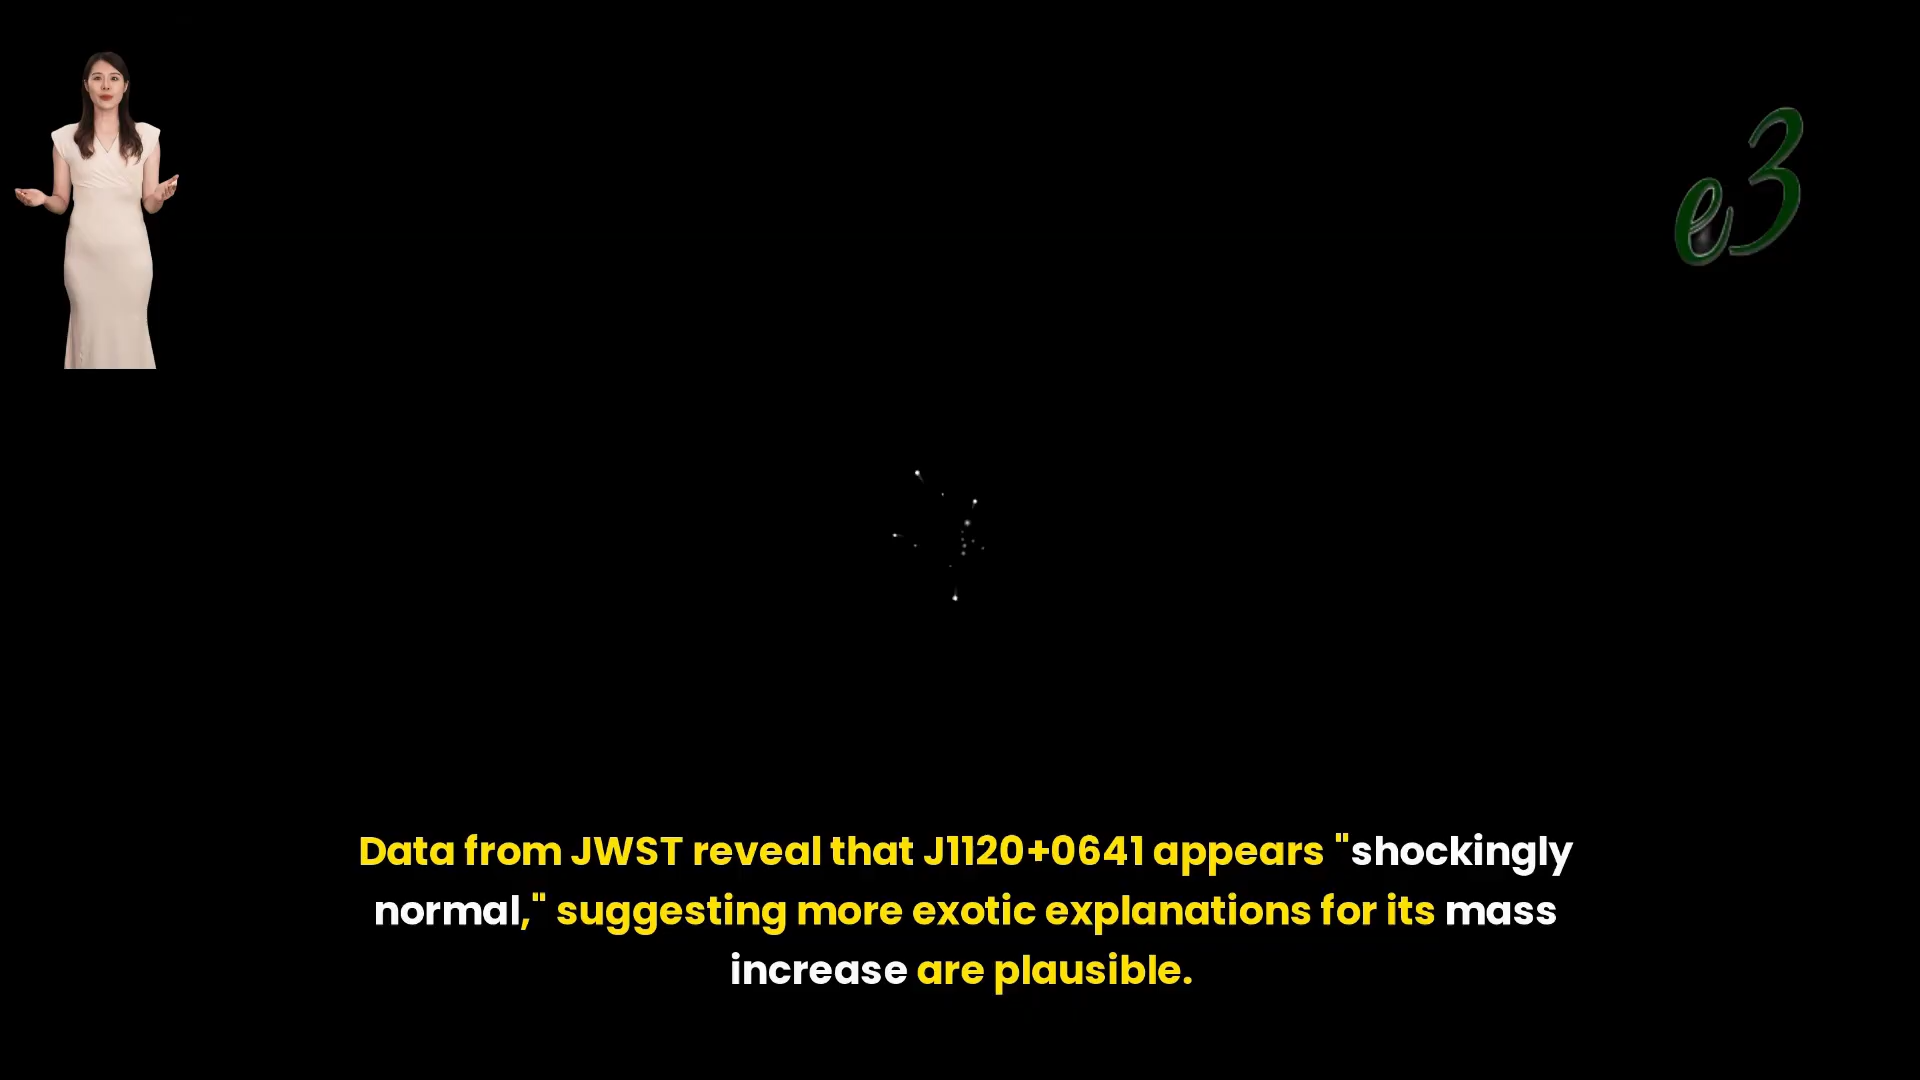 e3
Data from JWST reveal that J1120+0641 appears "shockingly
normal," suggesting more exotic explanations for its mass
increase are plausible.